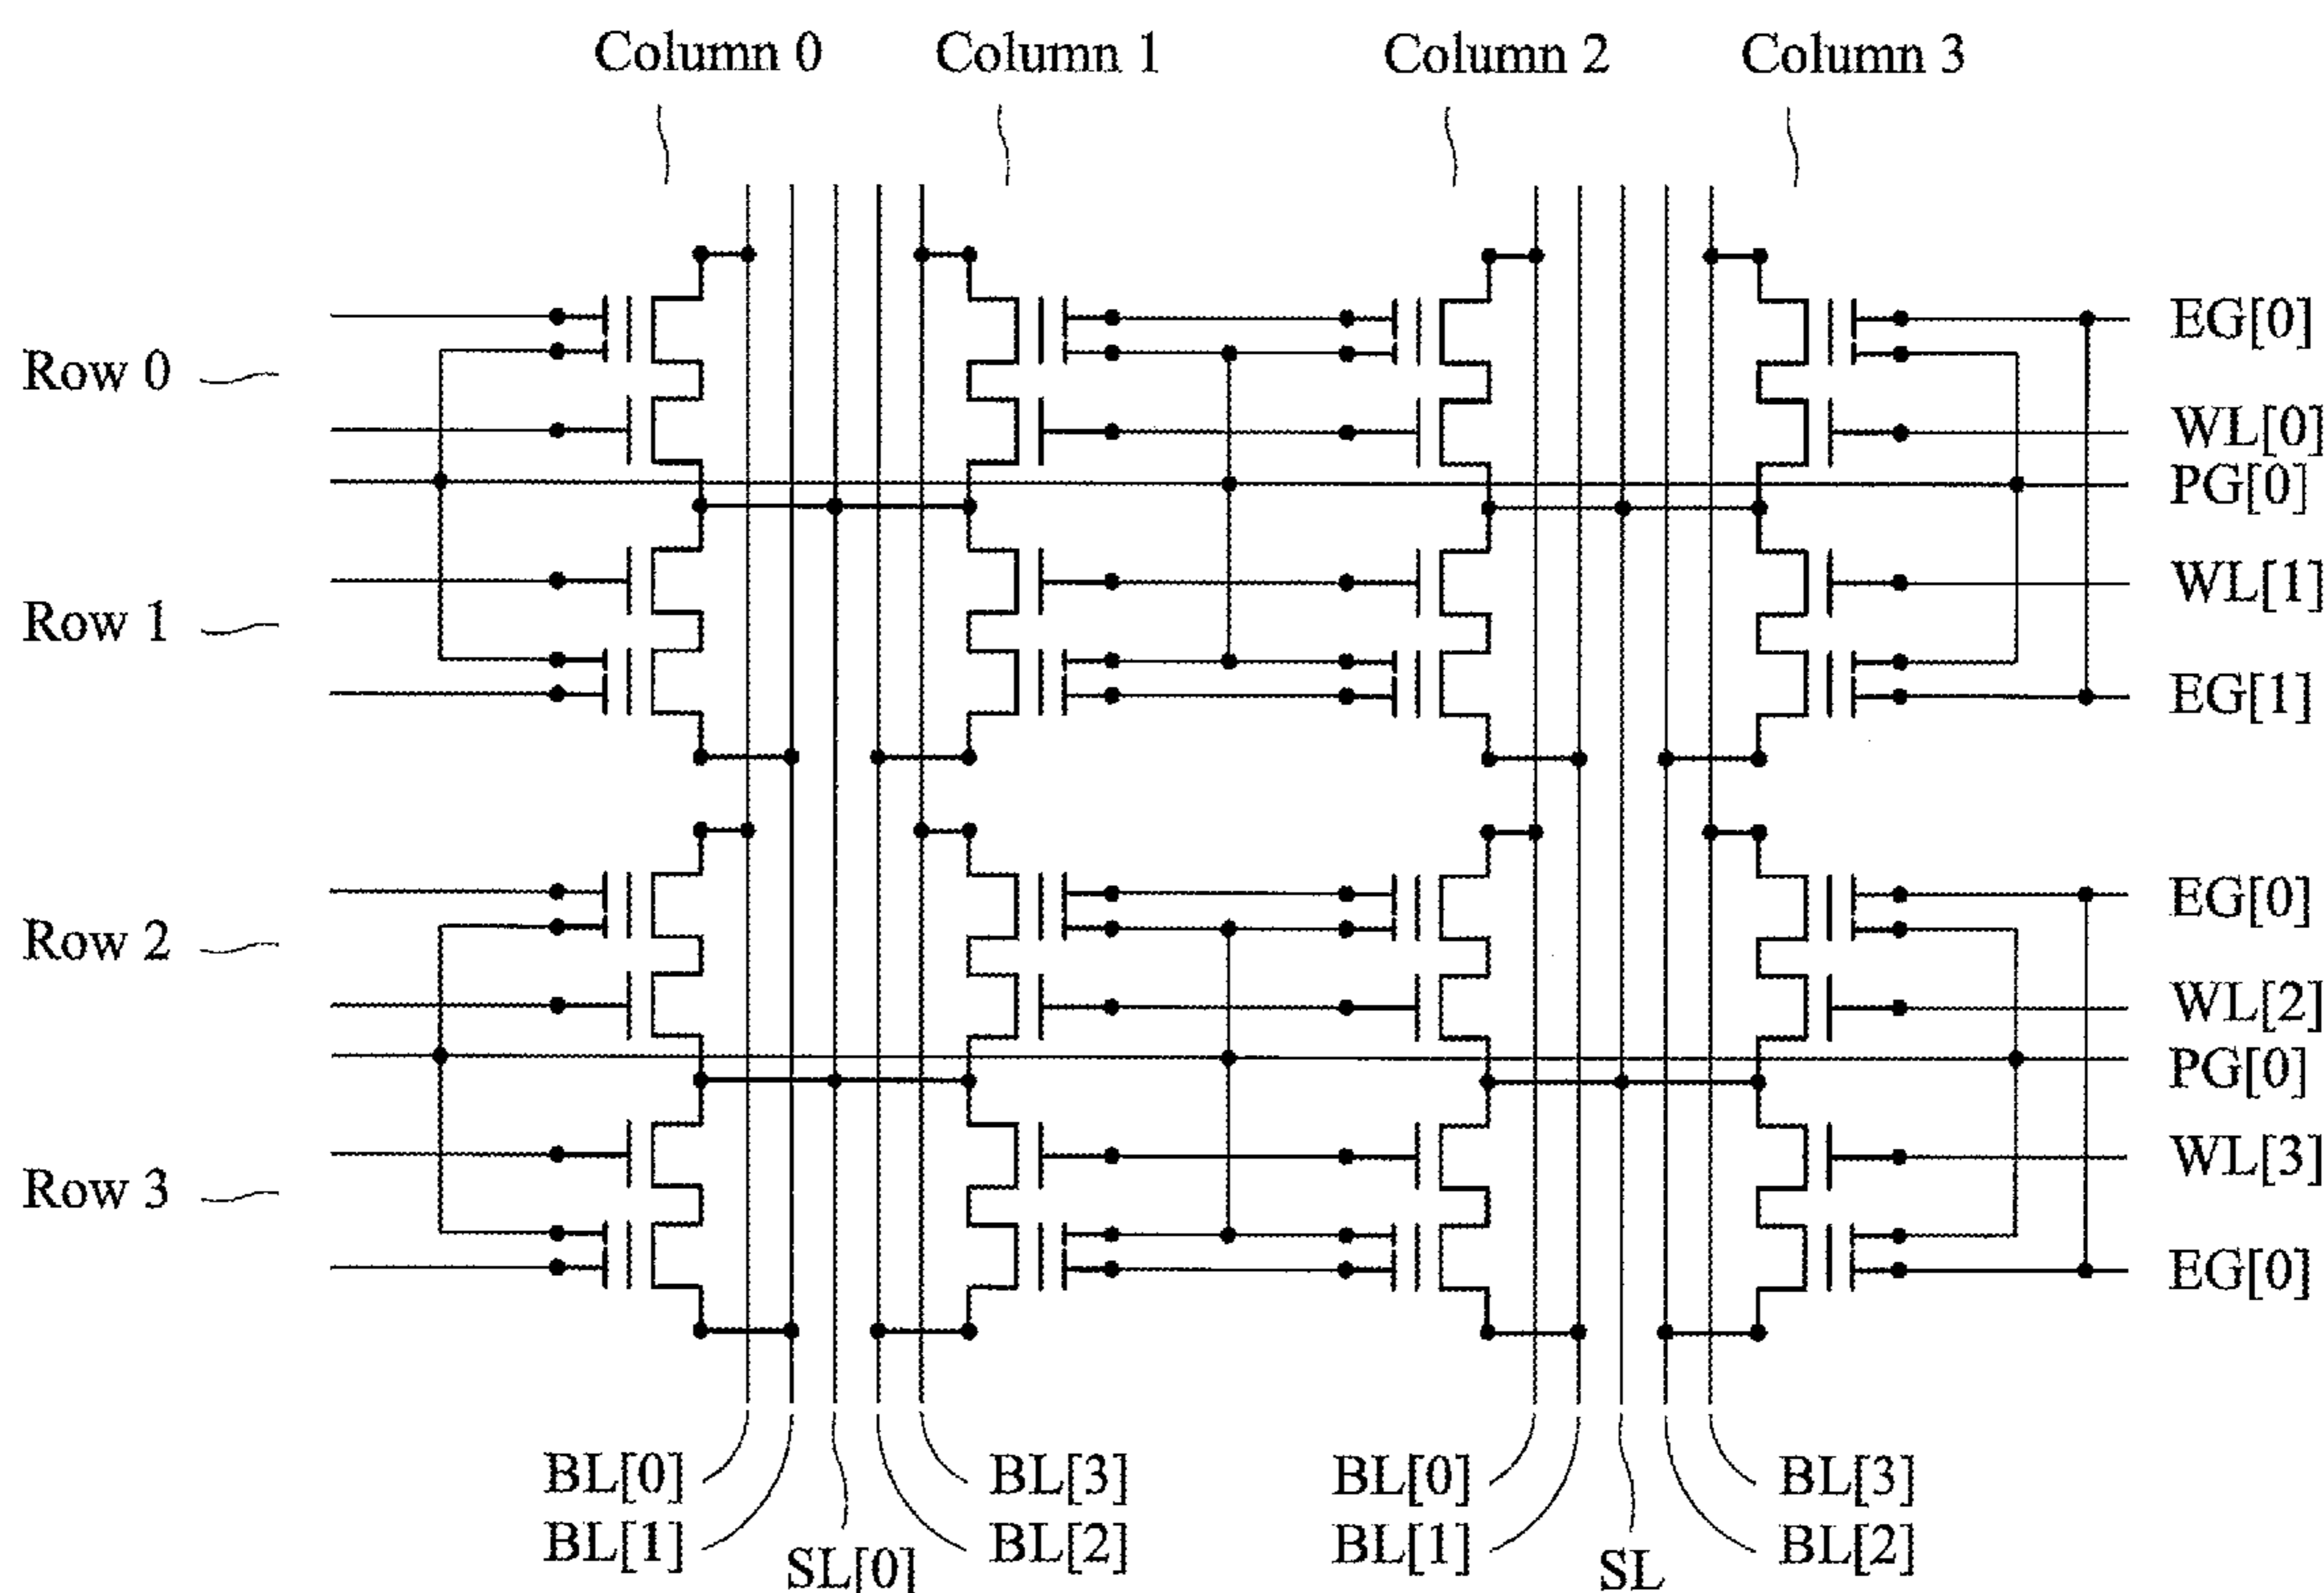 Column 0 Column 1 Column 2 Column 3
Row 0
EG[0]
WL[0]
PG[0]
Row 1
WL[1]
EG[1]
Row 2
EG[0]
WL[2]
PG[0]
Row 3
WL[3]
EG[0]
BL[0] BL[3] BL[0] BL[3]
BL[1] SL[0] BL[2] BL[1] SL BL[2]